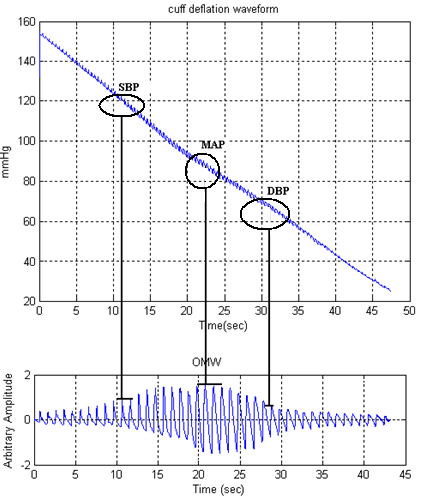 cuff deflation waveform
160
140
120
100
80
60
40
20
mmHg
SBP
MAP
DBP
0 5 10 15 20 25 30 35 40 45 50
Time(sec)
OMW
2
0
-2
Arbitrary Amplitude
0 5 10 15 20 25 30 35 40 45
Time (sec)